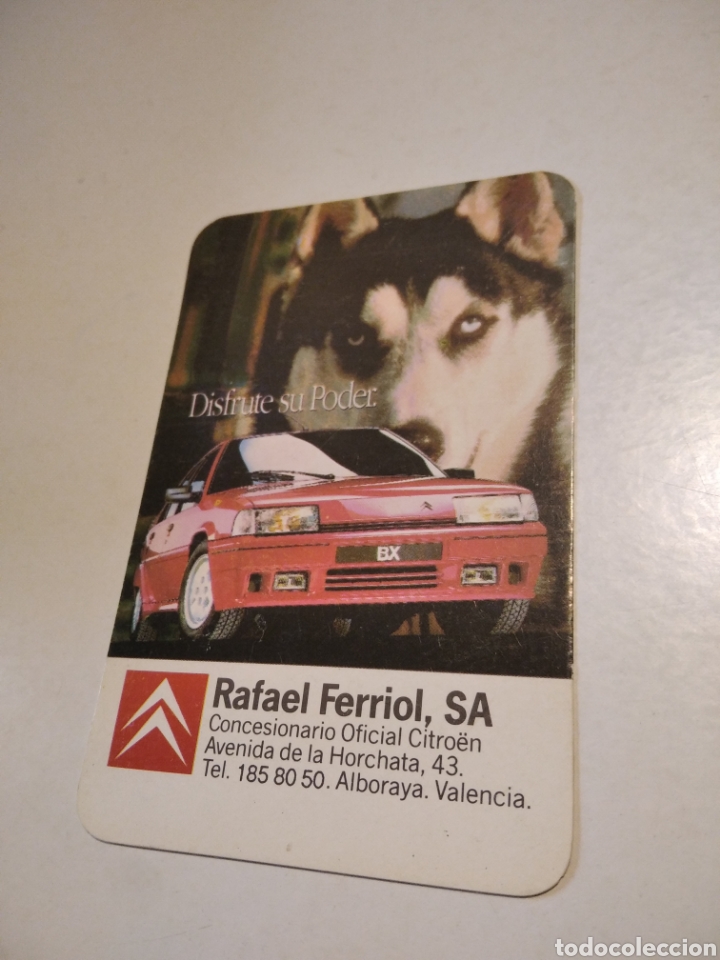 Disfrute su Poder.
BX
Rafael Ferriol, SA
Concesionario Oficial Citroën
Avenida de la Horchata, 43.
Tel. 185 80 50. Alboraya. Valencia.
todocoleccion